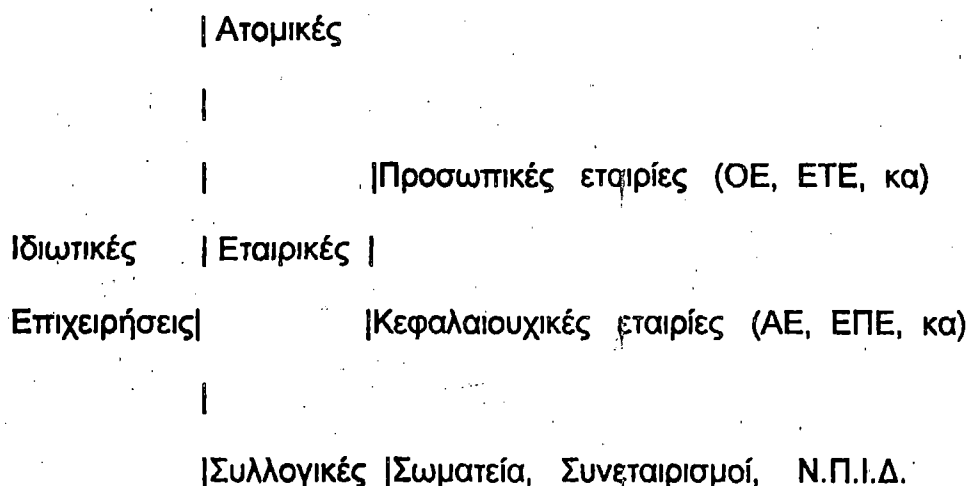 | Ατομικές
|
| |Προσωπικές εταιρίες (ΟΕ, ΕΤΕ, κα)
Ιδιωτικές | Εταιρικές |
Επιχειρήσεις| |Κεφαλαιουχικές εταιρίες (ΑΕ, ΕΠΕ, κα)
|
|Συλλογικές |Σωματεία, Συνεταιρισμοί, Ν.Π.Ι.Δ.